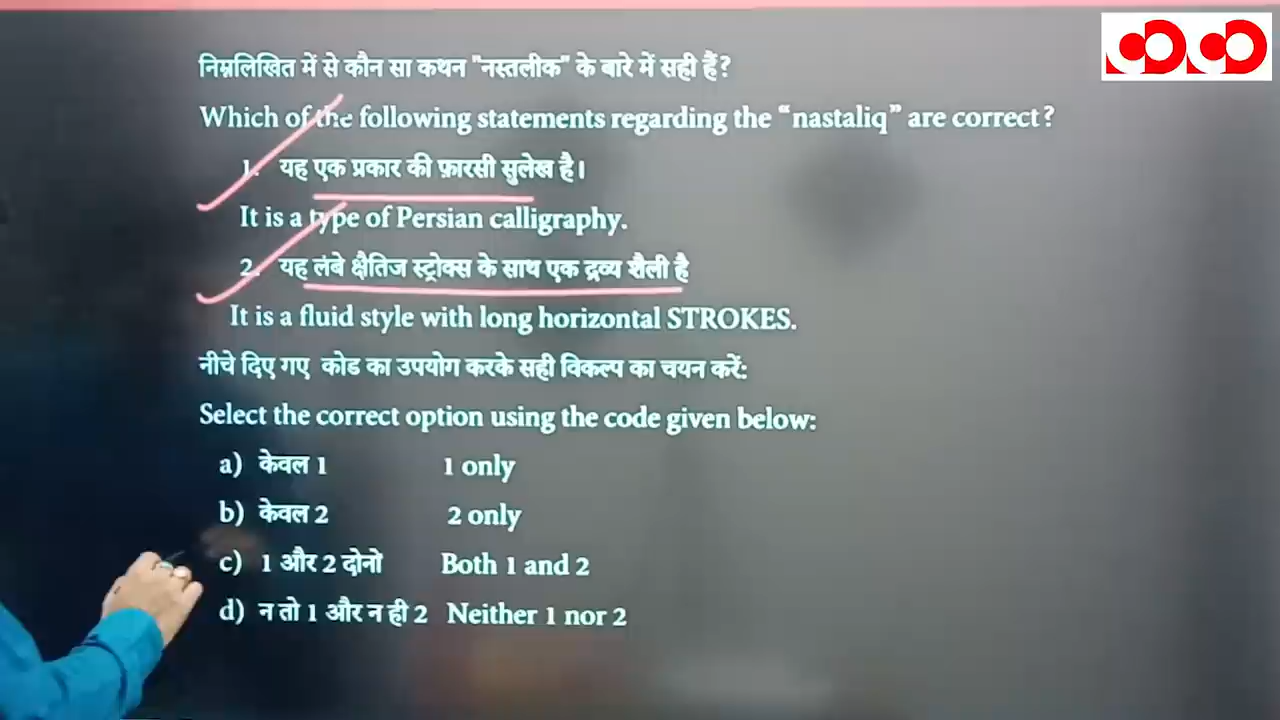 निम्नलिखित में से कौन सा कथन "नस्तलीक" के बारे में सही हैं?
Which of the following statements regarding the “nastaliq” are correct?
1. यह एक प्रकार की फ़ारसी सुलेख है।
It is a type of Persian calligraphy.
2. यह लंबे क्षैतिज स्ट्रोक्स के साथ एक द्रव्य शैली है
It is a fluid style with long horizontal STROKES.
नीचे दिए गए कोड का उपयोग करके सही विकल्प का चयन करें:
Select the correct option using the code given below:
a) केवल 1 1 only
b) केवल 2 2 only
c) 1 और 2 दोनो Both 1 and 2
d) न तो 1 और न ही 2 Neither 1 nor 2